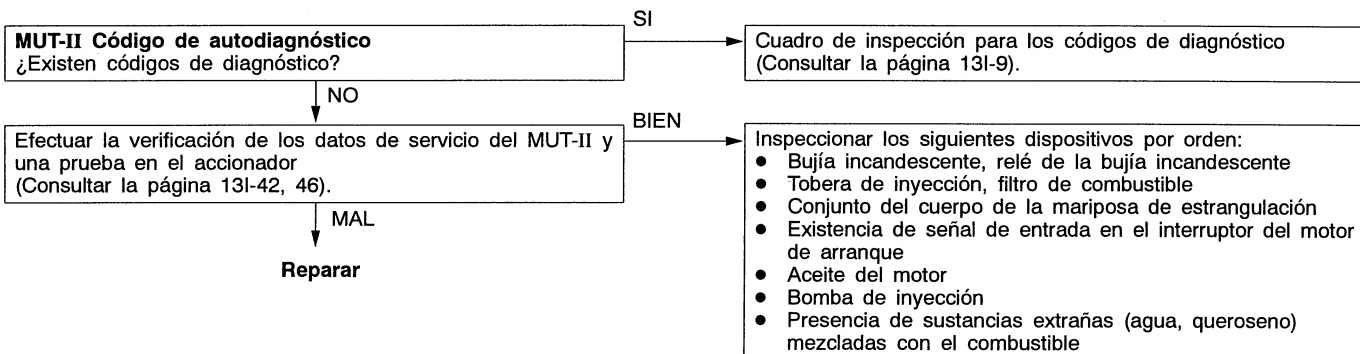 MUT-II Código de autodiagnóstico
¿Existen códigos de diagnóstico?
SI
Cuadro de inspección para los códigos de diagnóstico
(Consultar la página 13I-9).
NO
Efectuar la verificación de los datos de servicio del MUT-II y
una prueba en el accionador
(Consultar la página 13I-42, 46).
BIEN
Inspeccionar los siguientes dispositivos por orden:
● Bujía incandescente, relé de la bujía incandescente
● Tobera de inyección, filtro de combustible
● Conjunto del cuerpo de la mariposa de estrangulación
● Existencia de señal de entrada en el interruptor del motor
de arranque
● Aceite del motor
● Bomba de inyección
● Presencia de sustancias extrañas (agua, queroseno)
mezcladas con el combustible
MAL
Reparar